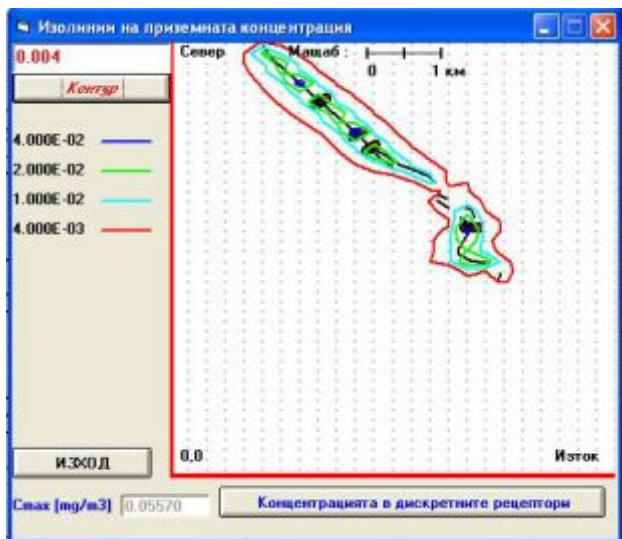 Изолинии на приземната концентрация
0.004
Север
Мащаб :
0 1 км
Контур
4.000E-02
2.000E-02
1.000E-02
4.000E-03
ИЗХОД
0,0
Изток
Cmax [mg/m3] 0.05570
Концентрацията в дискретните рецептори